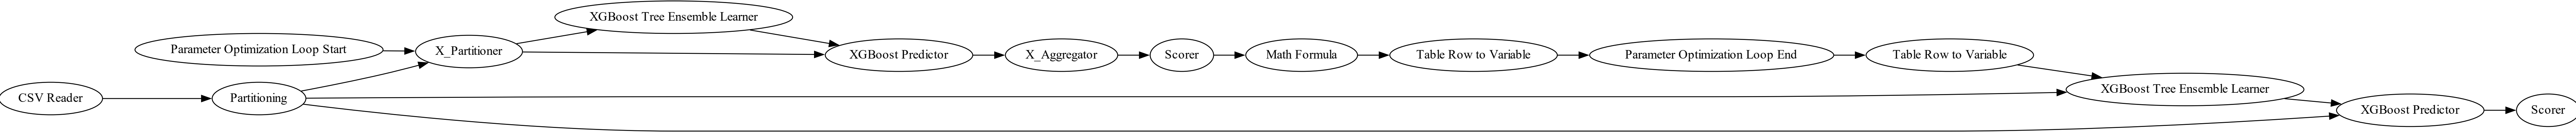 XGBoost Tree Ensemble Learner
Parameter Optimization Loop Start
X_Partitioner
XGBoost Predictor
X_Aggregator
Scorer
Math Formula
Table Row to Variable
Parameter Optimization Loop End
Table Row to Variable
CSV Reader
Partitioning
XGBoost Tree Ensemble Learner
XGBoost Predictor
Scorer